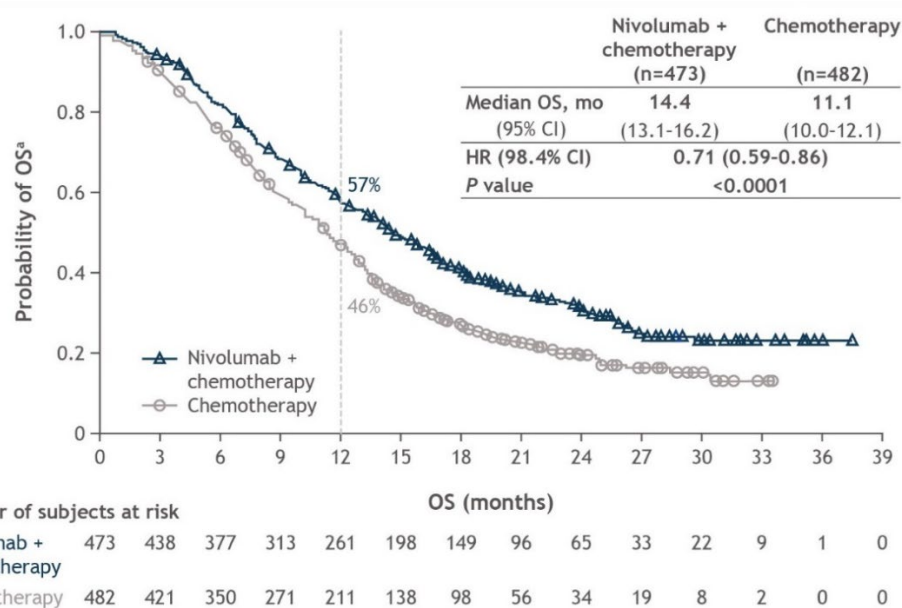 Nivolumab + chemotherapy (n=473) Chemotherapy (n=482)
Median OS, mo 14.4 11.1
(95% CI) (13.1-16.2) (10.0-12.1)
HR (98.4% CI) 0.71 (0.59-0.86)
P value <0.0001
Probability of OSᵃ
1.0
0.8
0.6
0.4
0.2
0
57%
46%
Nivolumab +
chemotherapy
Chemotherapy
0 3 6 9 12 15 18 21 24 27 30 33 36 39
OS (months)
r of subjects at risk
nab + 473 438 377 313 261 198 149 96 65 33 22 9 1 0
herapy
therapy 482 421 350 271 211 138 98 56 34 19 8 2 0 0